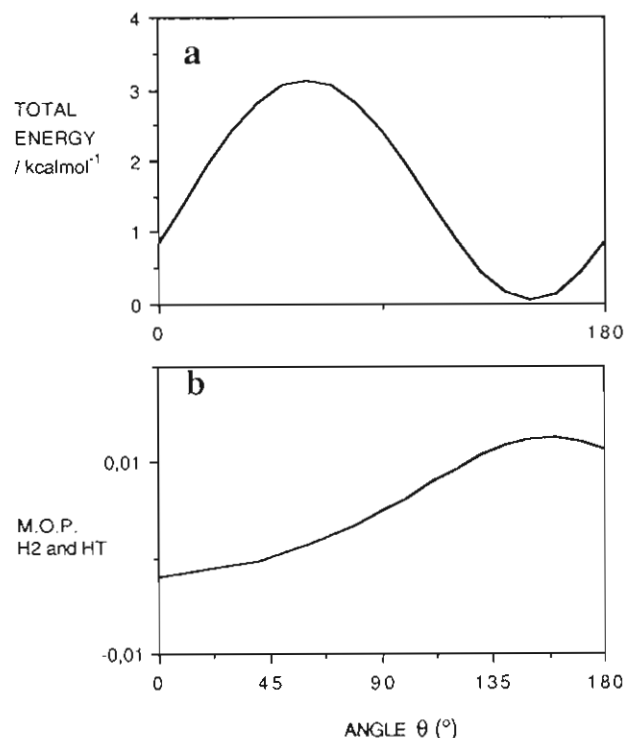 4
a
3
TOTAL
ENERGY
/ kcalmol-1
2
1
0
0
180
b
0,01
M.O.P.
H2 and HT
-0,01
0
45
90
135
180
ANGLE θ (°)